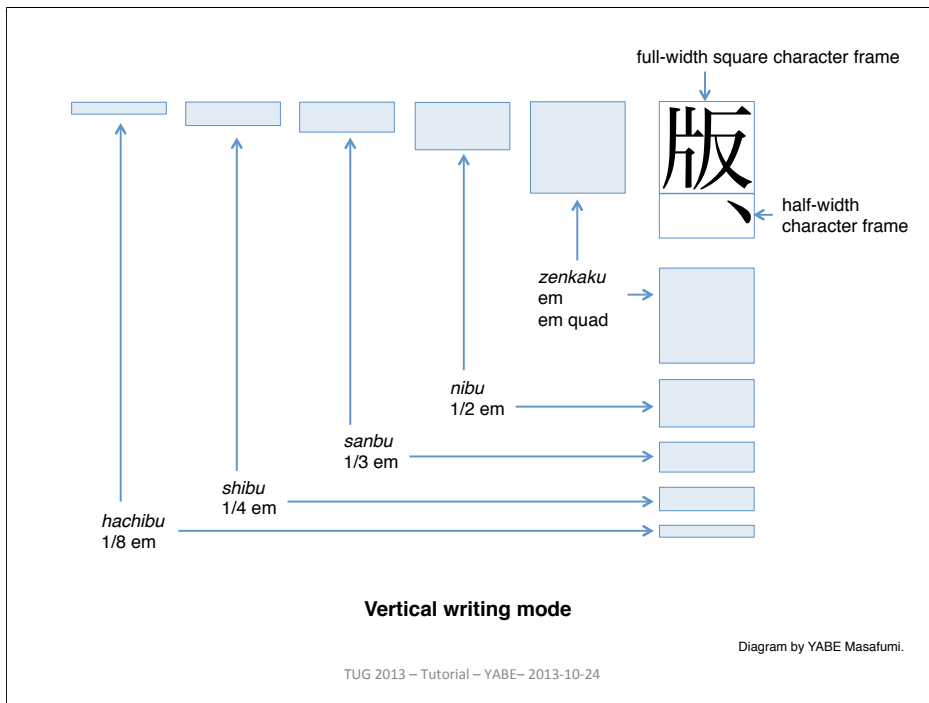 full-width square character frame
版
、
half-width
character frame
zenkaku
em
em quad
nibu
1/2 em
sanbu
1/3 em
shibu
1/4 em
hachibu
1/8 em
Vertical writing mode
Diagram by YABE Masafumi.
TUG 2013 – Tutorial – YABE– 2013-10-24